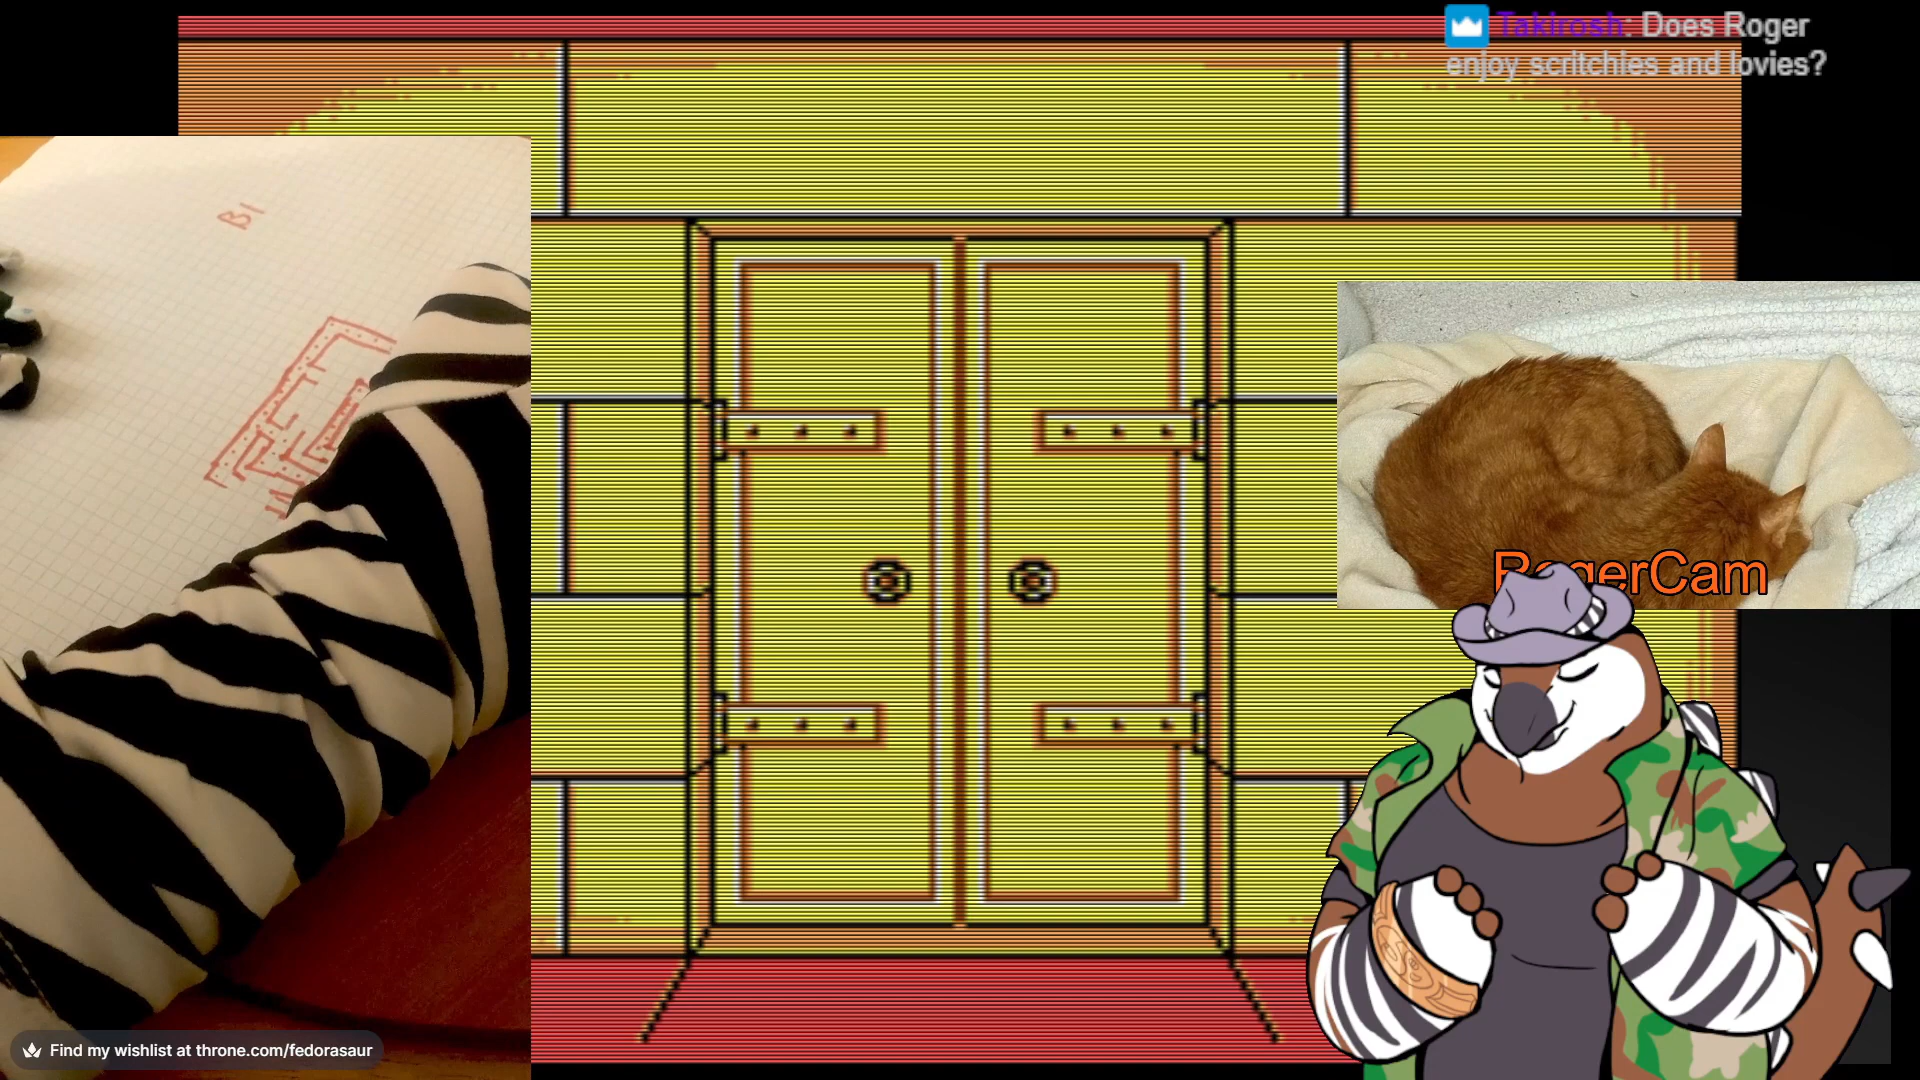 Takirosh: Does Roger
enjoy scritchies and lovies?
B1
RogerCam
Find my wishlist at throne.com/fedorasaur